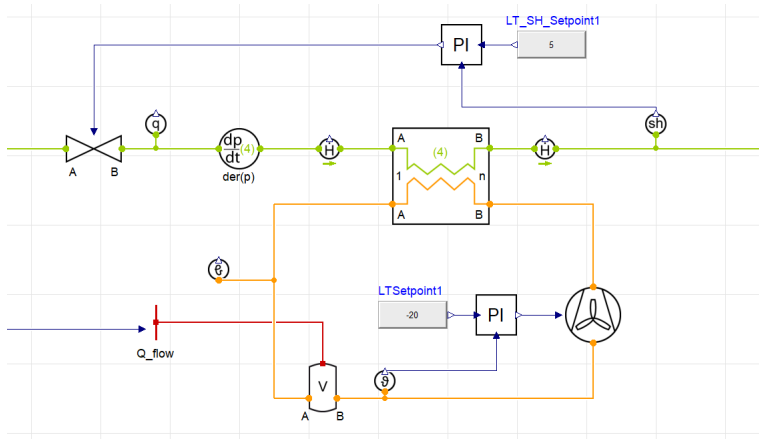 LT_SH_Setpoint1
PI
5
q
sh
A
B
dp
dt
(4)
der(p)
H
A
B
(4)
1
n
A
B
H
ϑ
LTSetpoint1
-20
PI
Q_flow
V
ϑ
A
B